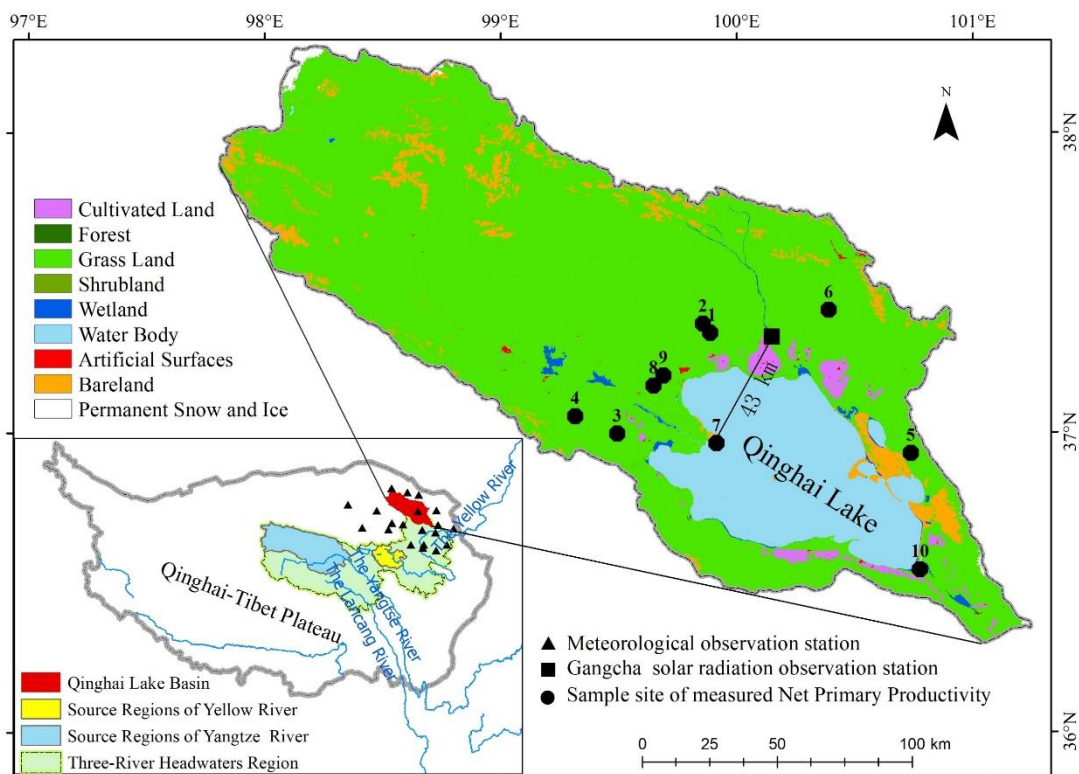 97°E
98°E
99°E
100°E
101°E
N
38°N
37°N
36°N
Cultivated Land
Forest
Grass Land
Shrubland
Wetland
Water Body
Artificial Surfaces
Bareland
Permanent Snow and Ice
6
2
1
9
8
43 km
4
3
7
5
Qinghai Lake
10
The Yellow River
The Yangtse River
The Lancang River
Qinghai-Tibet Plateau
Qinghai Lake Basin
Source Regions of Yellow River
Source Regions of Yangtze River
Three-River Headwaters Region
Meteorological observation station
Gangcha solar radiation observation station
Sample site of measured Net Primary Productivity
0 25 50 100 km